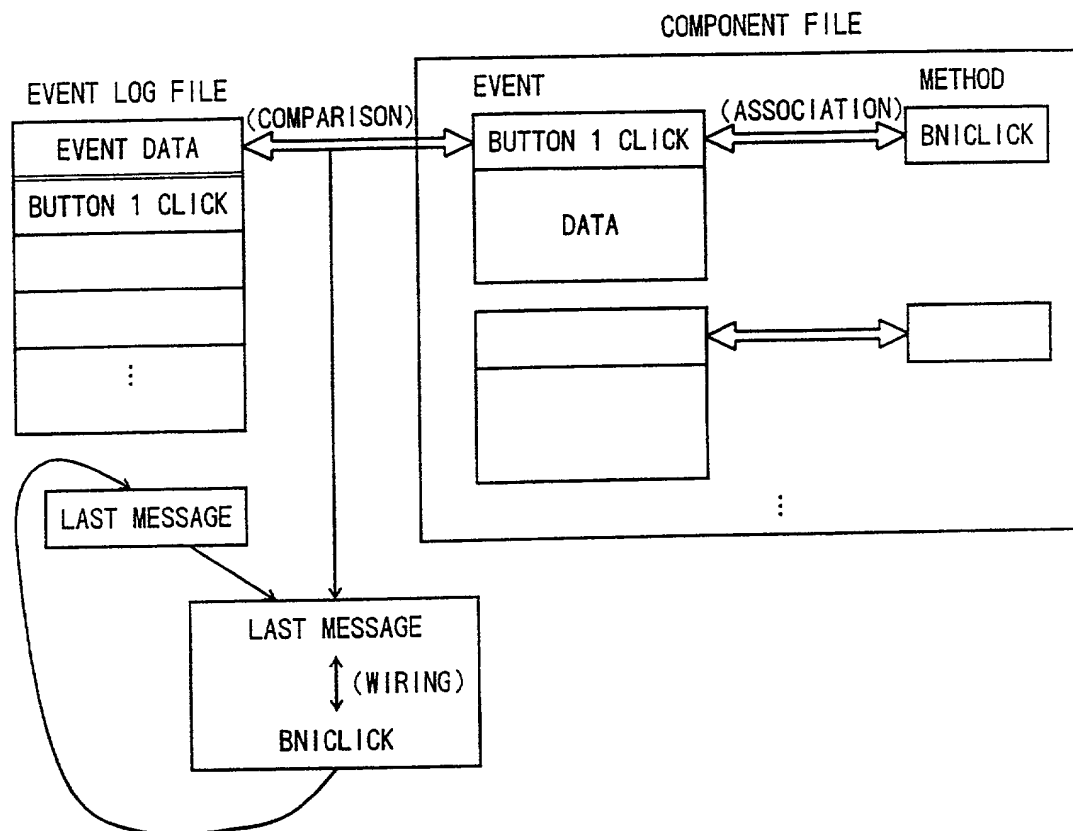 COMPONENT FILE
EVENT LOG FILE
EVENT
METHOD
(COMPARISON)
(ASSOCIATION)
EVENT DATA
BUTTON 1 CLICK
BNICLICK
BUTTON 1 CLICK
DATA
⋮
⋮
LAST MESSAGE
LAST MESSAGE
(WIRING)
BNICLICK